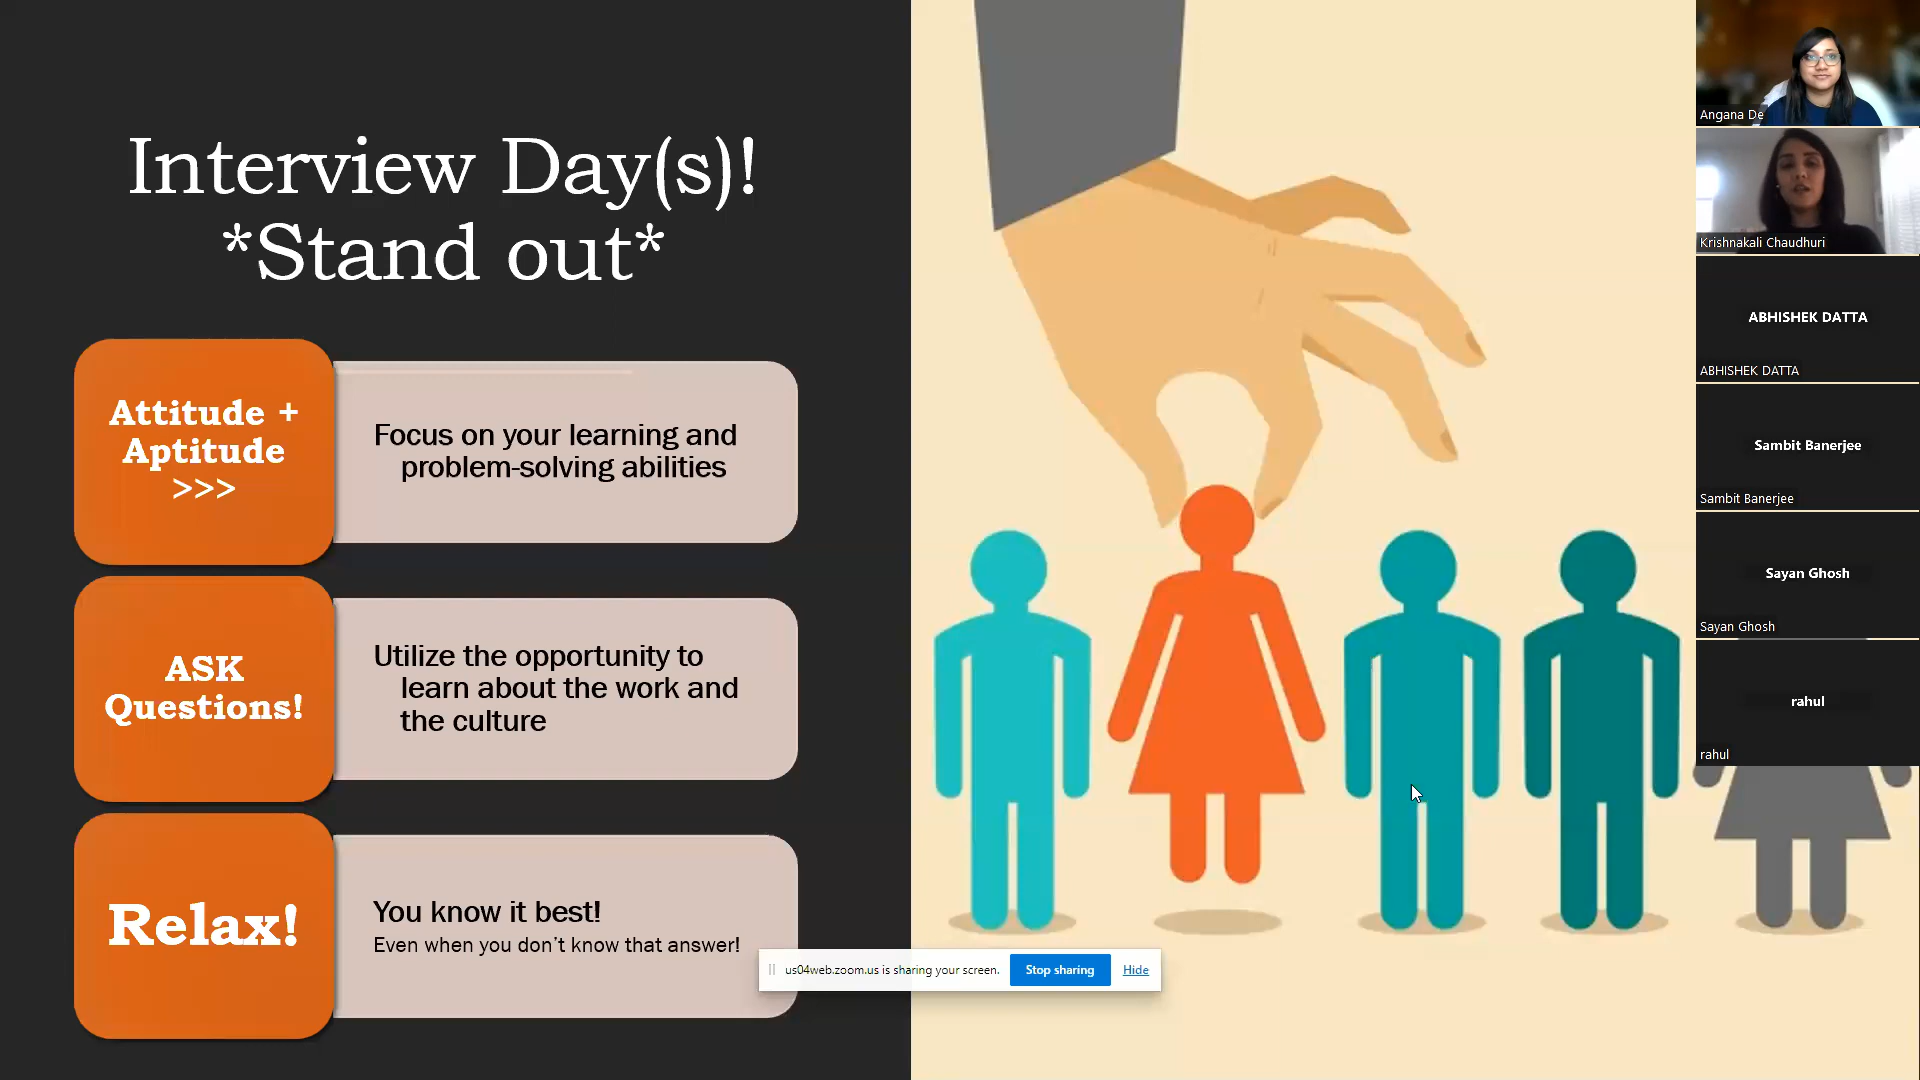 Interview Day(s)!
*Stand out*
Attitude +
Aptitude
>>>
Focus on your learning and
problem-solving abilities
ASK
Questions!
Utilize the opportunity to
learn about the work and
the culture
Relax!
You know it best!
Even when you don't know that answer!
us04web.zoom.us is sharing your screen.
Stop sharing
Hide
Angana De
Krishnakali Chaudhuri
ABHISHEK DATTA
ABHISHEK DATTA
Sambit Banerjee
Sambit Banerjee
Sayan Ghosh
Sayan Ghosh
rahul
rahul